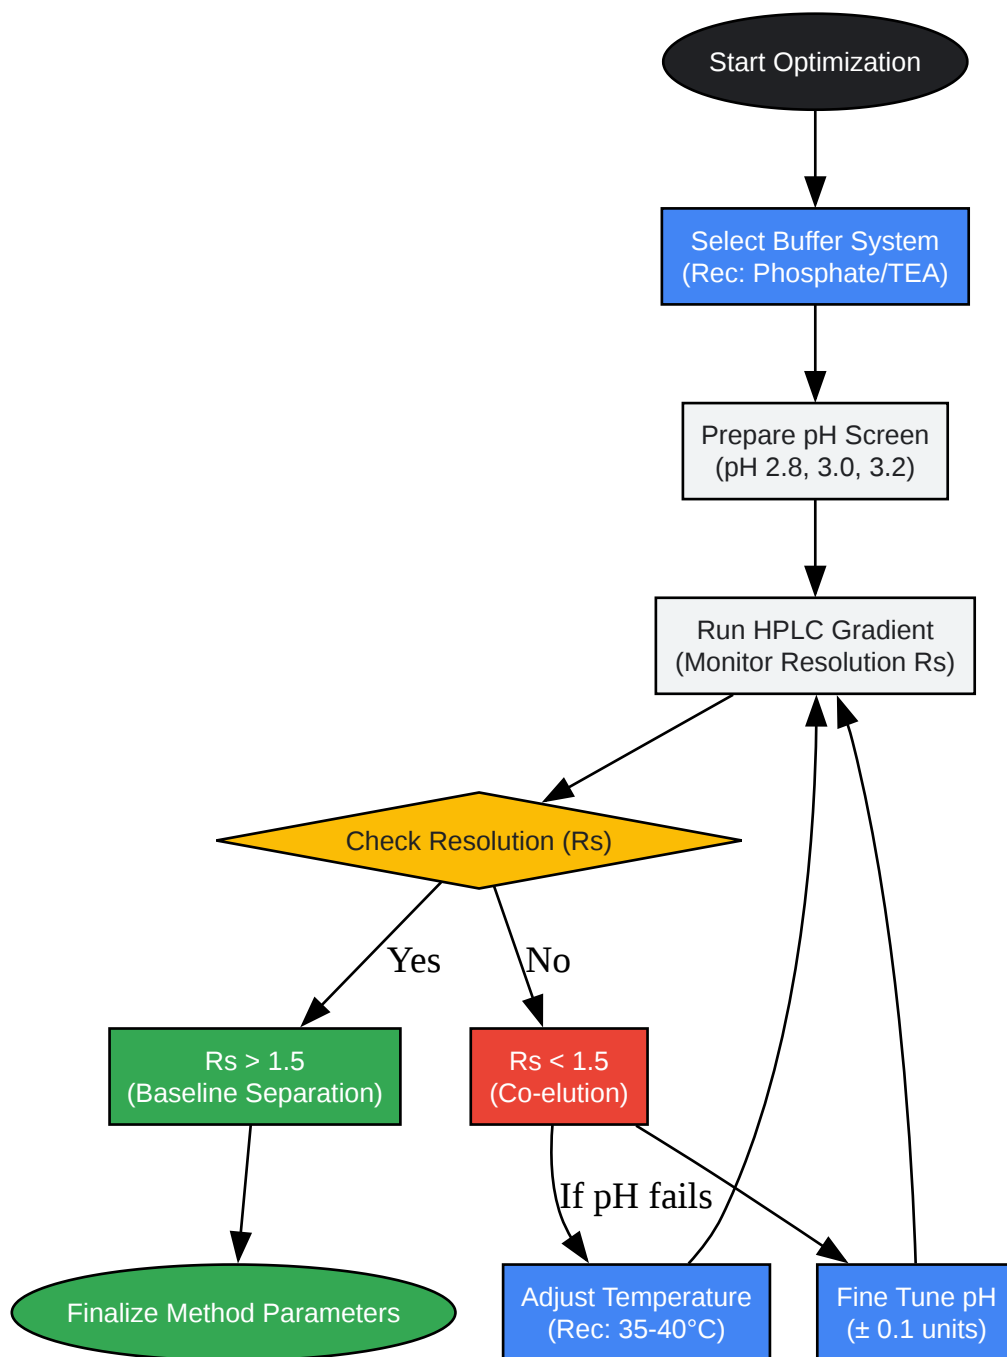 Start Optimization
Select Buffer System
(Rec: Phosphate/TEA)
Prepare pH Screen
(pH 2.8, 3.0, 3.2)
Run HPLC Gradient
(Monitor Resolution Rs)
Check Resolution (Rs)
Yes
No
Rs > 1.5
(Baseline Separation)
Rs < 1.5
(Co-elution)
If pH fails
Finalize Method Parameters
Adjust Temperature
(Rec: 35-40°C)
Fine Tune pH
(± 0.1 units)